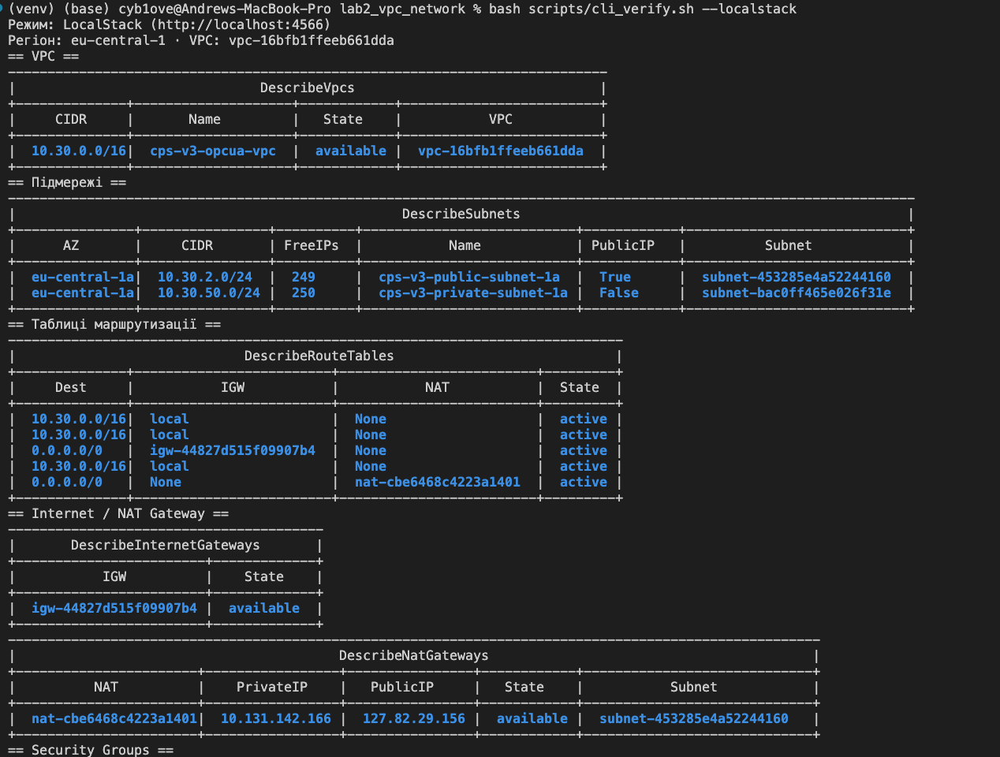 (venv) (base) cyb1ove@Andrews-MacBook-Pro lab2_vpc_network % bash scripts/cli_verify.sh --localstack
Режим: LocalStack (http://localhost:4566)
Регіон: eu-central-1 · VPC: vpc-16bfb1ffeeb661dda
== VPC ==
DescribeVpcs
| CIDR | Name | State | VPC |
| 10.30.0.0/16| cps-v3-opcua-vpc | available | vpc-16bfb1ffeeb661dda |
== Підмережі ==
DescribeSubnets
| AZ | CIDR | FreeIPs | Name | PublicIP | Subnet |
| eu-central-1a| 10.30.2.0/24 | 249 | cps-v3-public-subnet-1a | True | subnet-453285e4a52244160 |
| eu-central-1a| 10.30.50.0/24 | 250 | cps-v3-private-subnet-1a | False | subnet-bac0ff465e026f31e |
== Таблиці маршрутизації ==
DescribeRouteTables
| Dest | IGW | NAT | State |
| 10.30.0.0/16| local | None | active |
| 10.30.0.0/16| local | None | active |
| 0.0.0.0/0 | igw-44827d515f09907b4 | None | active |
| 10.30.0.0/16| local | None | active |
| 0.0.0.0/0 | None | nat-cbe6468c4223a1401 | active |
== Internet / NAT Gateway ==
DescribeInternetGateways
| IGW | State |
| igw-44827d515f09907b4 | available |
DescribeNatGateways
| NAT | PrivateIP | PublicIP | State | Subnet |
| nat-cbe6468c4223a1401| 10.131.142.166 | 127.82.29.156 | available | subnet-453285e4a52244160 |
== Security Groups ==